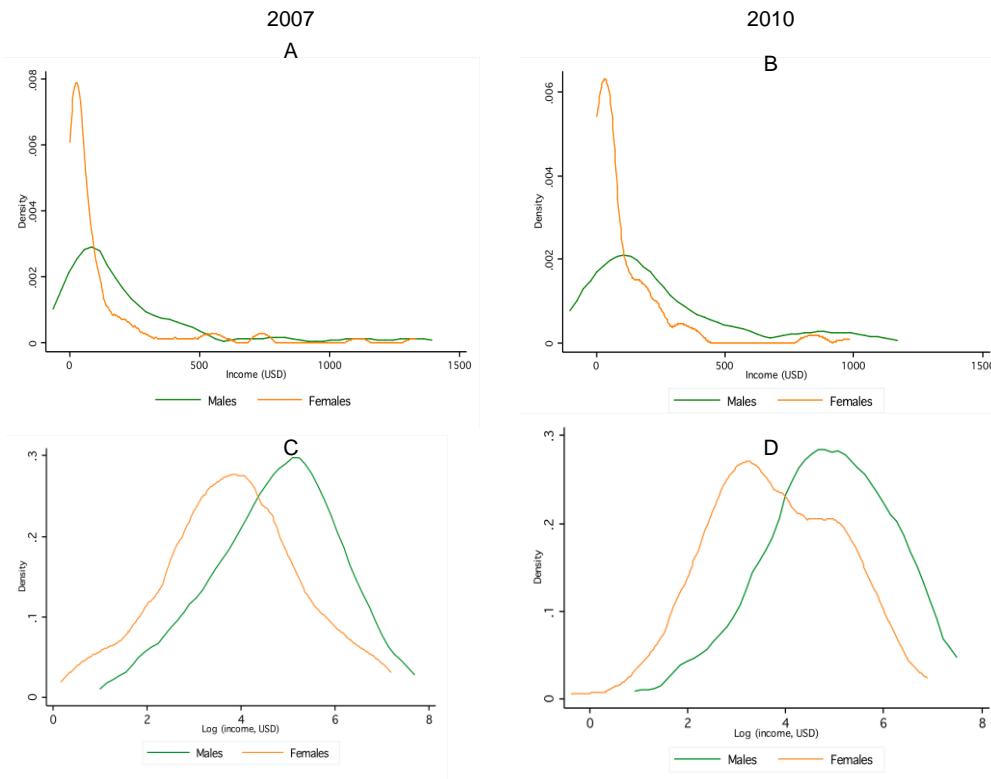 2007
2010
A
B
.008
.006
.004
.002
0
Density
0
500
1000
1500
Income (USD)
Males
Females
.006
.004
.002
0
Density
0
500
1000
1500
Income (USD)
Males
Females
C
D
.3
.2
.1
0
Density
0
2
4
6
8
Log (income, USD)
Males
Females
.3
.2
.1
0
Density
0
2
4
6
8
Log (income, USD)
Males
Females